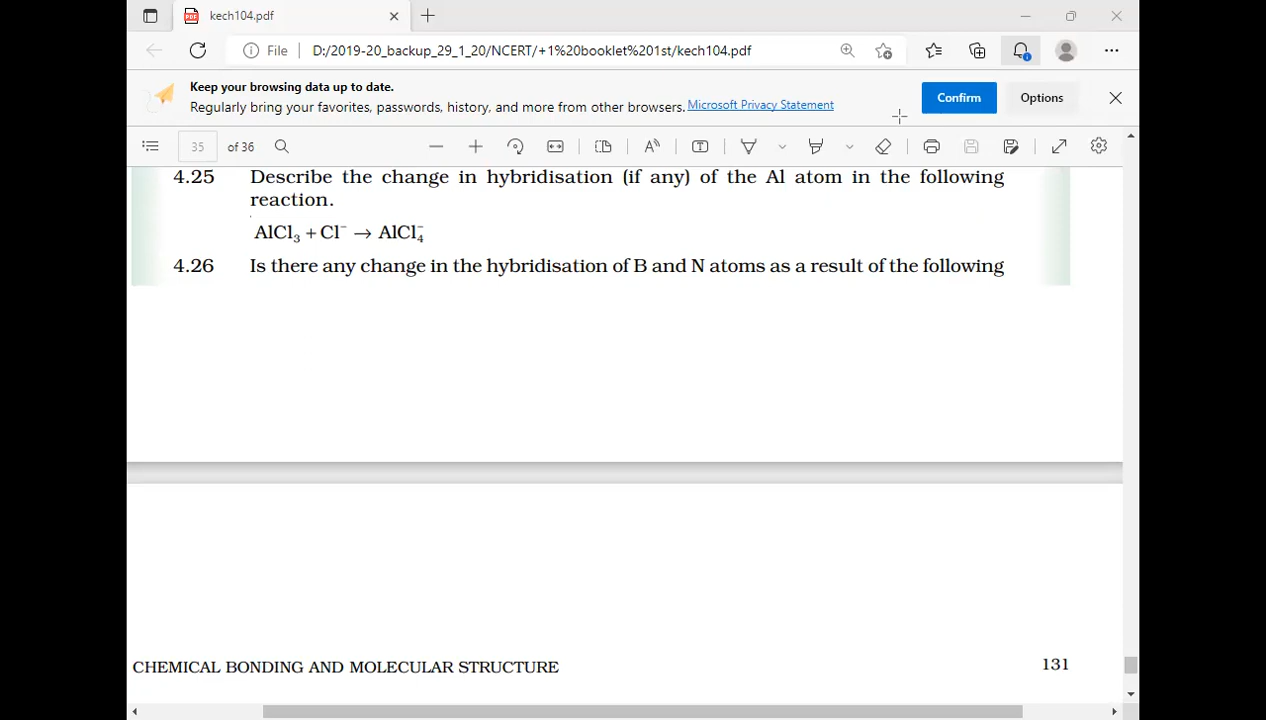 kech104.pdf
File D:/2019-20_backup_29_1_20/NCERT/+1%20booklet%201st/kech104.pdf
Keep your browsing data up to date.
Regularly bring your favorites, passwords, history, and more from other browsers. Microsoft Privacy Statement
Confirm Options
35 of 36
4.25 Describe the change in hybridisation (if any) of the Al atom in the following
reaction.
AlCl₃ + Cl⁻ → AlCl₄⁻
4.26 Is there any change in the hybridisation of B and N atoms as a result of the following
CHEMICAL BONDING AND MOLECULAR STRUCTURE 131